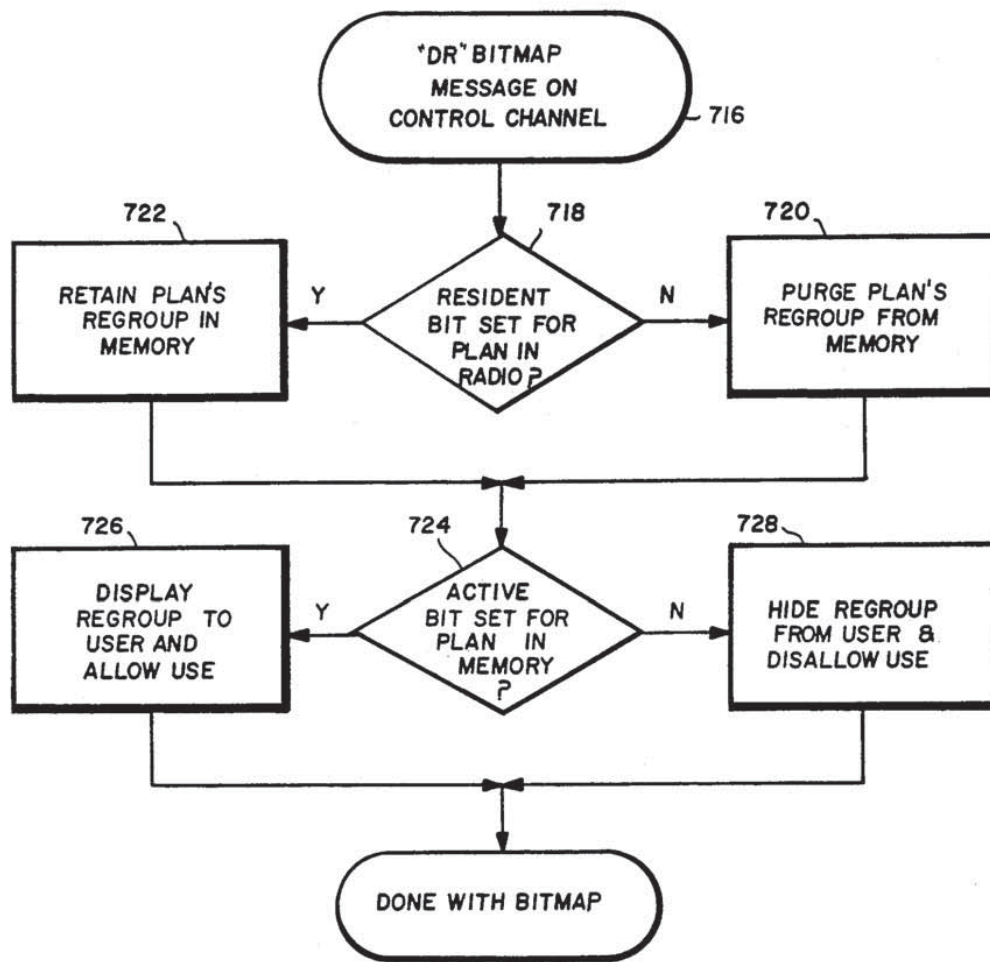 "DR" BITMAP
MESSAGE ON
CONTROL CHANNEL
716
722
718
720
RETAIN PLAN'S
REGROUP IN
MEMORY
Y
RESIDENT
BIT SET FOR
PLAN IN
RADIO?
N
PURGE PLAN'S
REGROUP FROM
MEMORY
726
724
728
DISPLAY
REGROUP TO
USER AND
ALLOW USE
Y
ACTIVE
BIT SET FOR
PLAN IN
MEMORY
?
N
HIDE REGROUP
FROM USER &
DISALLOW USE
DONE WITH BITMAP